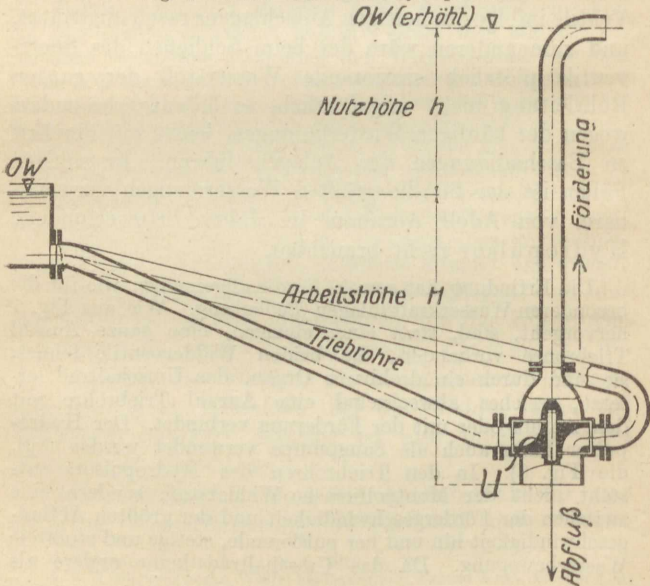 OW (erhöht)
Nutzhöhe h
Förderung
OW
Arbeitshöhe H
Triebrohre
U
Abfluß